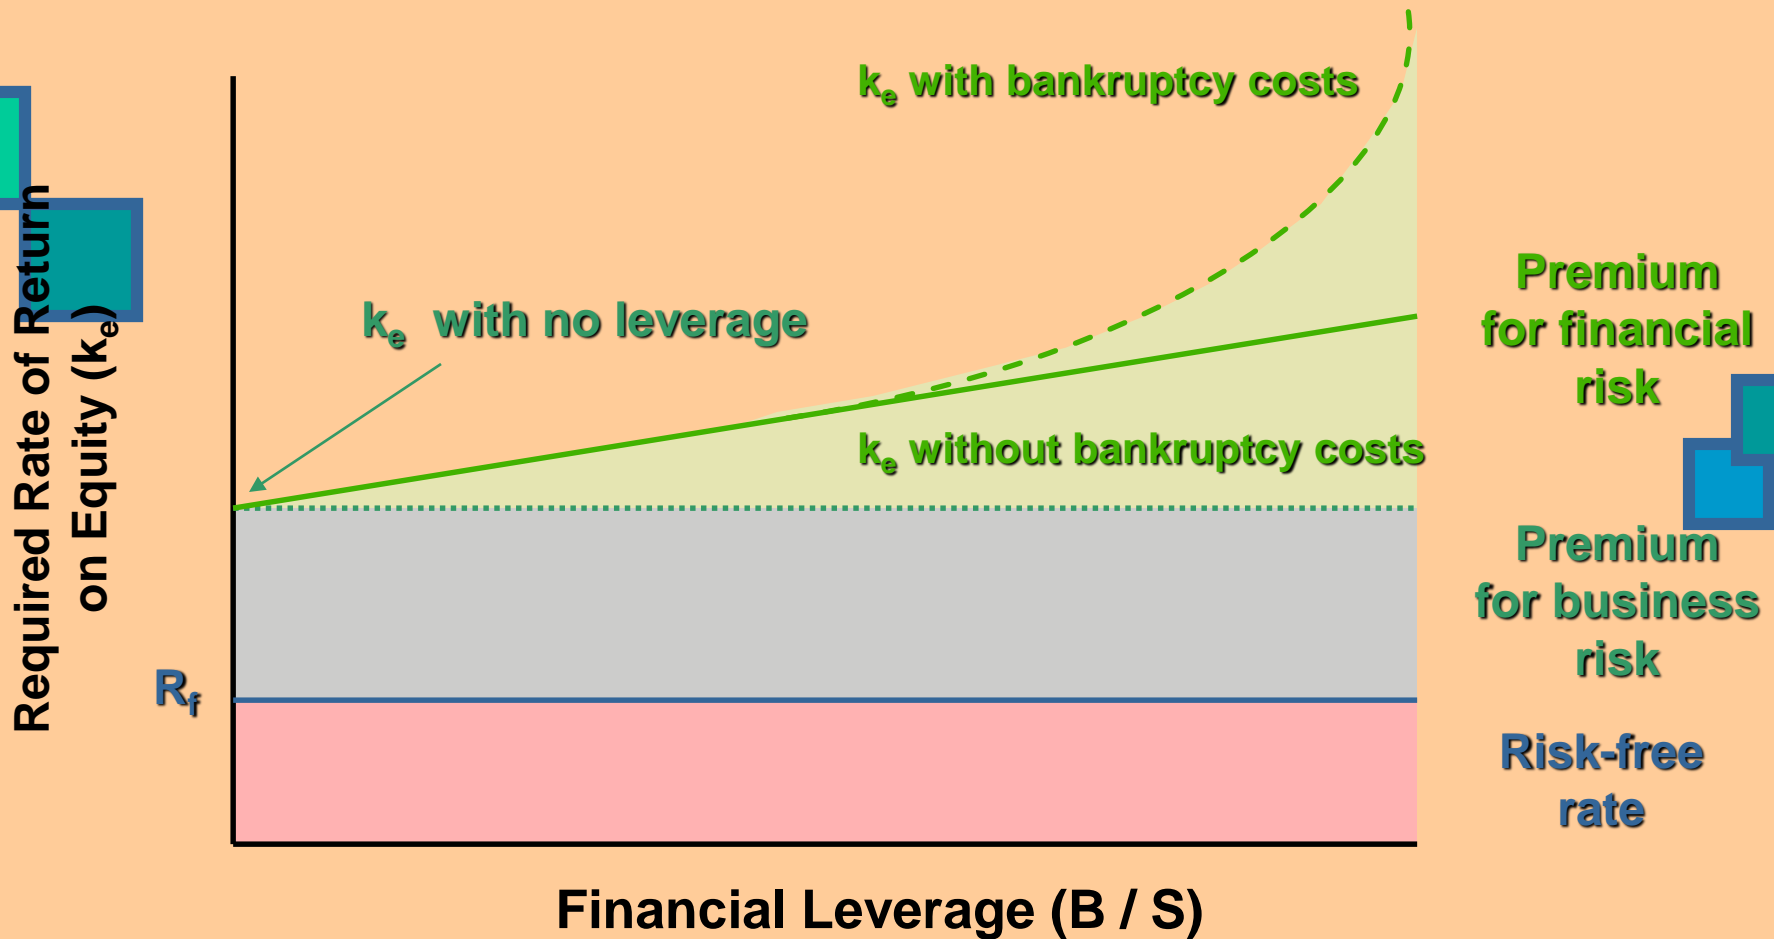 Required Rate of Return
on Equity (ke)
ke with bankruptcy costs
ke with no leverage
ke without bankruptcy costs
Rf
Premium
for financial
risk
Premium
for business
risk
Risk-free
rate
Financial Leverage (B / S)